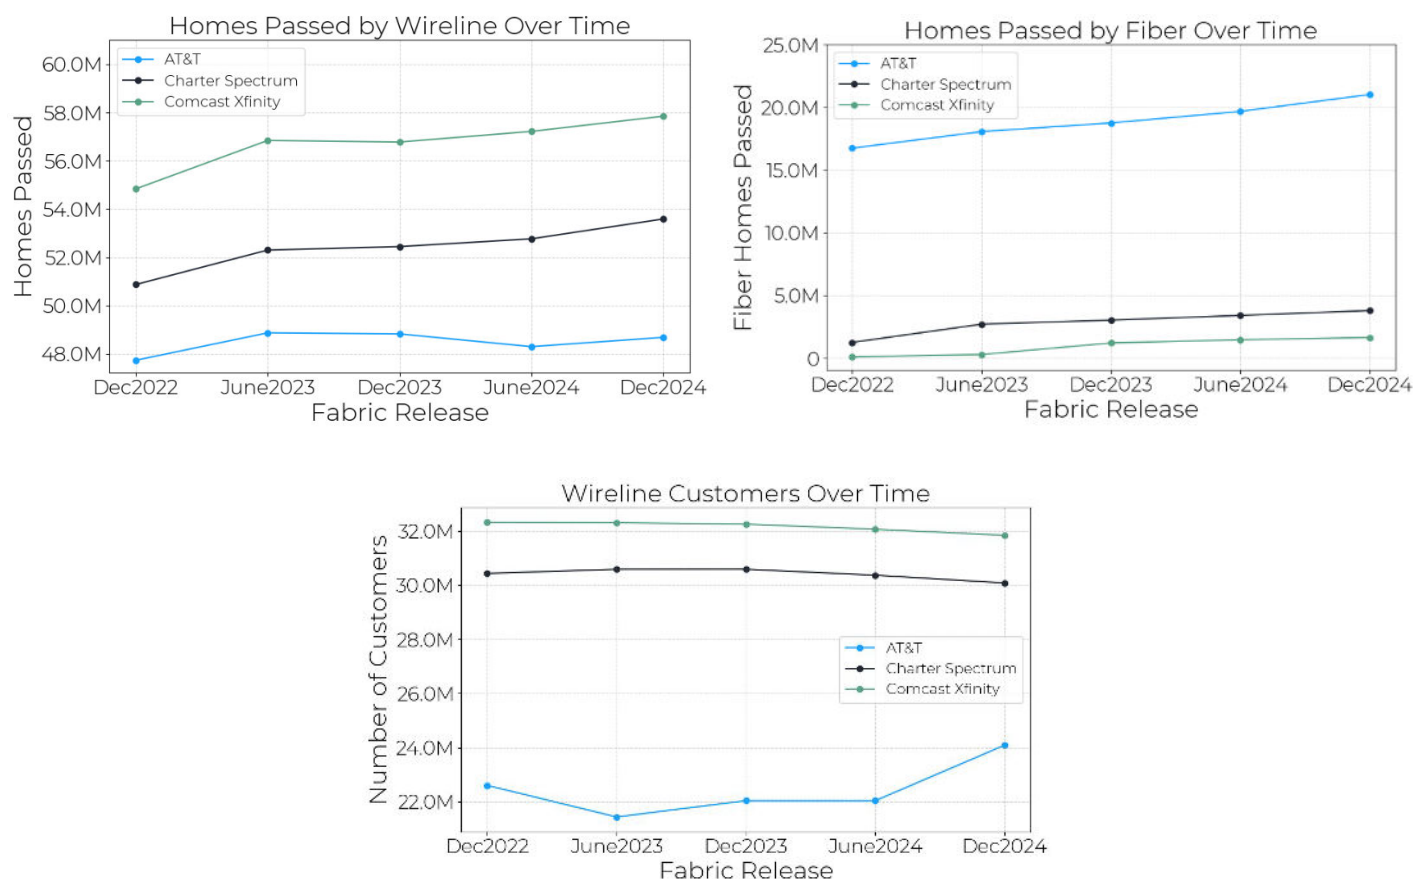 Homes Passed by Wireline Over Time
Homes Passed
60.0M
58.0M
56.0M
54.0M
52.0M
50.0M
48.0M
AT&T
Charter Spectrum
Comcast Xfinity
Dec2022 June2023 Dec2023 June2024 Dec2024
Fabric Release
Homes Passed by Fiber Over Time
Fiber Homes Passed
25.0M
20.0M
15.0M
10.0M
5.0M
0
AT&T
Charter Spectrum
Comcast Xfinity
Dec2022 June2023 Dec2023 June2024 Dec2024
Fabric Release
Wireline Customers Over Time
Number of Customers
32.0M
30.0M
28.0M
26.0M
24.0M
22.0M
AT&T
Charter Spectrum
Comcast Xfinity
Dec2022 June2023 Dec2023 June2024 Dec2024
Fabric Release